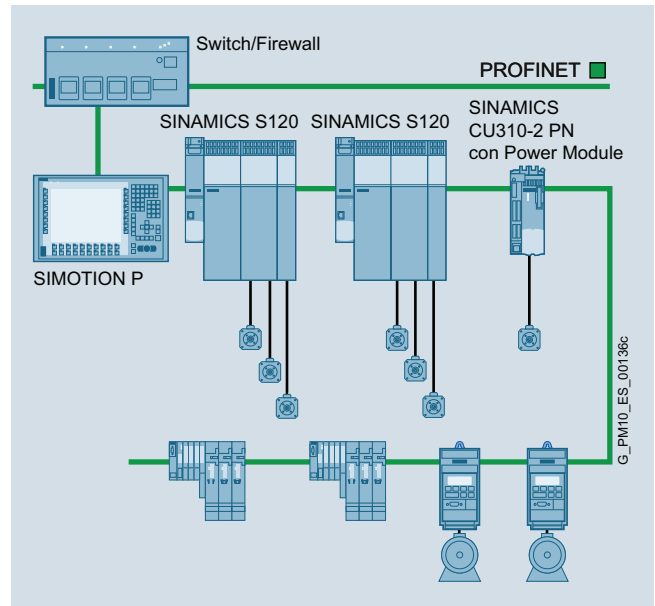 Switch/Firewall
PROFINET
SINAMICS S120
SINAMICS S120
SINAMICS
CU310-2 PN
con Power Module
SIMOTION P
G_PM10_ES_00136c